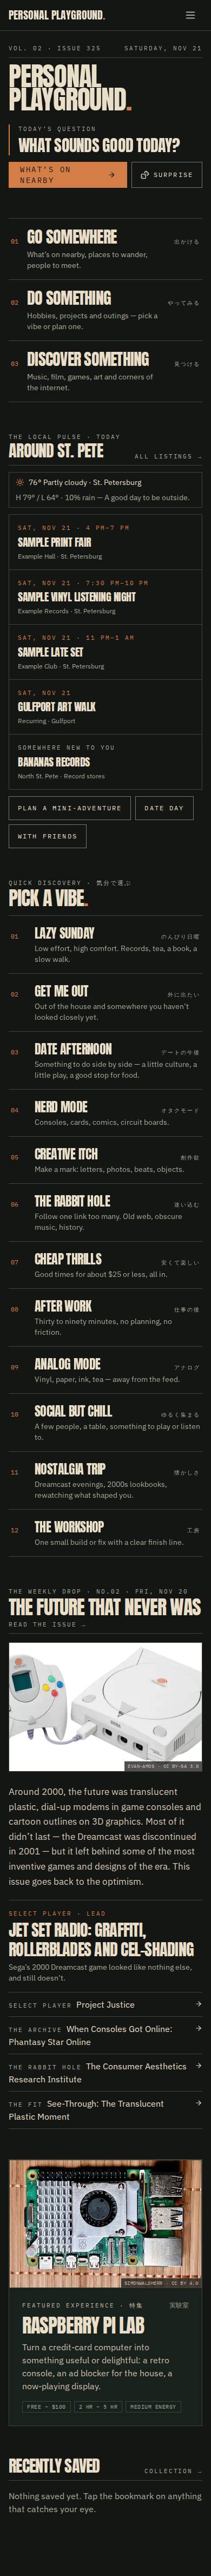 PERSONAL PLAYGROUND.
VOL. 02 · ISSUE 325 SATURDAY, NOV 21
PERSONAL
PLAYGROUND.
TODAY'S QUESTION
WHAT SOUNDS GOOD TODAY?
WHAT'S ON
NEARBY →
SURPRISE
01 GO SOMEWHERE 出かける
What's on nearby, places to wander,
people to meet.
02 DO SOMETHING やってみる
Hobbies, projects and outings — pick a
vibe or plan one.
03 DISCOVER SOMETHING 見つける
Music, film, games, art and corners of
the internet.
THE LOCAL PULSE · TODAY
AROUND ST. PETE ALL LISTINGS →
76° Partly cloudy · St. Petersburg
H 79° / L 64° · 10% rain — A good day to be outside.
SAT, NOV 21 · 4 PM–7 PM
SAMPLE PRINT FAIR
Example Hall · St. Petersburg
SAT, NOV 21 · 7:30 PM–10 PM
SAMPLE VINYL LISTENING NIGHT
Example Records · St. Petersburg
SAT, NOV 21 · 11 PM–1 AM
SAMPLE LATE SET
Example Club · St. Petersburg
SAT, NOV 21
GULFPORT ART WALK
Recurring · Gulfport
SOMEWHERE NEW TO YOU
BANANAS RECORDS
North St. Pete · Record stores
PLAN A MINI-ADVENTURE
DATE DAY
WITH FRIENDS
QUICK DISCOVERY · 気分で選ぶ
PICK A VIBE.
01 LAZY SUNDAY のんびり日曜
Low effort, high comfort. Records, tea, a book, a
slow walk.
02 GET ME OUT 外に出たい
Out of the house and somewhere you haven't
looked closely yet.
03 DATE AFTERNOON デートの午後
Something to do side by side — a little culture, a
little play, a good stop for food.
04 NERD MODE オタクモード
Consoles, cards, comics, circuit boards.
05 CREATIVE ITCH 創作欲
Make a mark: letters, photos, beats, objects.
06 THE RABBIT HOLE 迷い込む
Follow one link too many. Old web, obscure
music, history.
07 CHEAP THRILLS 安くて楽しい
Good times for about $25 or less, all in.
08 AFTER WORK 仕事の後
Thirty to ninety minutes, no planning, no
friction.
09 ANALOG MODE アナログ
Vinyl, paper, ink, tea — away from the feed.
10 SOCIAL BUT CHILL ゆるく集まる
A few people, a table, something to play or listen
to.
11 NOSTALGIA TRIP 懐かしさ
Dreamcast evenings, 2000s lookbooks,
rewatching what shaped you.
12 THE WORKSHOP 工房
One small build or fix with a clear finish line.
THE WEEKLY DROP · NO.02 · FRI, NOV 20
THE FUTURE THAT NEVER WAS
READ THE ISSUE →
EVAN-AMOS · CC BY-SA 3.0
Around 2000, the future was translucent
plastic, dial-up modems in game consoles and
cartoon outlines on 3D graphics. Most of it
didn't last — the Dreamcast was discontinued
in 2001 — but it left behind some of the most
inventive games and designs of the era. This
issue goes back to the optimism.
SELECT PLAYER · LEAD
JET SET RADIO: GRAFFITI,
ROLLERBLADES AND CEL-SHADING
Sega's 2000 Dreamcast game looked like nothing else,
and still doesn't.
SELECT PLAYER Project Justice →
THE ARCHIVE When Consoles Got Online: →
Phantasy Star Online
THE RABBIT HOLE The Consumer Aesthetics →
Research Institute
THE FIT See-Through: The Translucent →
Plastic Moment
SIMONWALDHERR · CC BY 4.0
FEATURED EXPERIENCE · 特集 実験室
RASPBERRY PI LAB
Turn a credit-card computer into
something useful or delightful: a retro
console, an ad blocker for the house, a
now-playing display.
FREE – $100
2 HR – 5 HR
MEDIUM ENERGY
RECENTLY SAVED COLLECTION →
Nothing saved yet. Tap the bookmark on anything
that catches your eye.